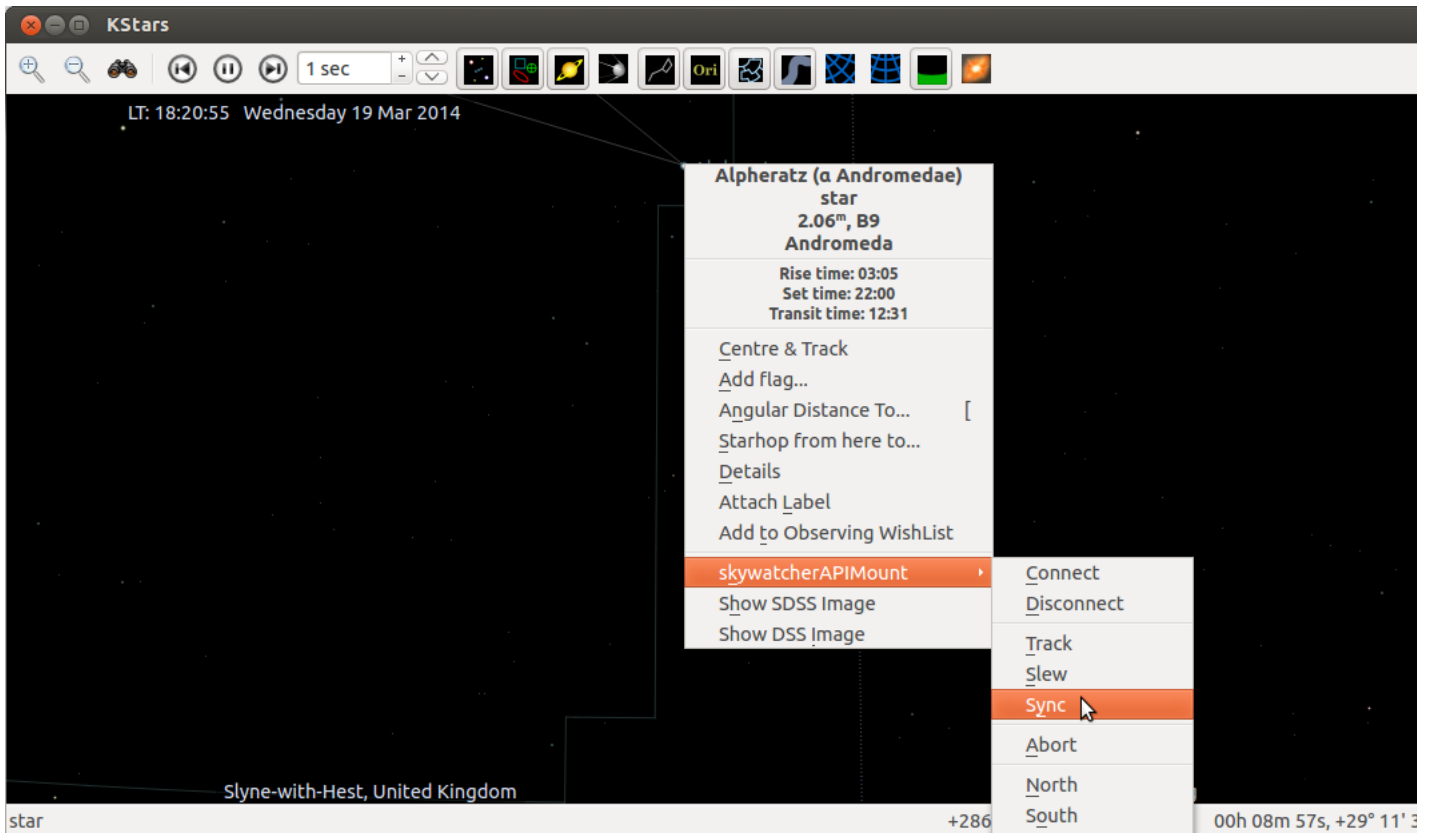 KStars
1 sec
Ori
LT: 18:20:55 Wednesday 19 Mar 2014
Alpheratz (α Andromedae)
star
2.06ᵐ, B9
Andromeda
Rise time: 03:05
Set time: 22:00
Transit time: 12:31
Centre & Track
Add flag...
Angular Distance To... [
Starhop from here to...
Details
Attach Label
Add to Observing WishList
skywatcherAPIMount
Show SDSS Image
Show DSS Image
Connect
Disconnect
Track
Slew
Sync
Abort
North
South
Slyne-with-Hest, United Kingdom
star
+286
00h 08m 57s, +29° 11'